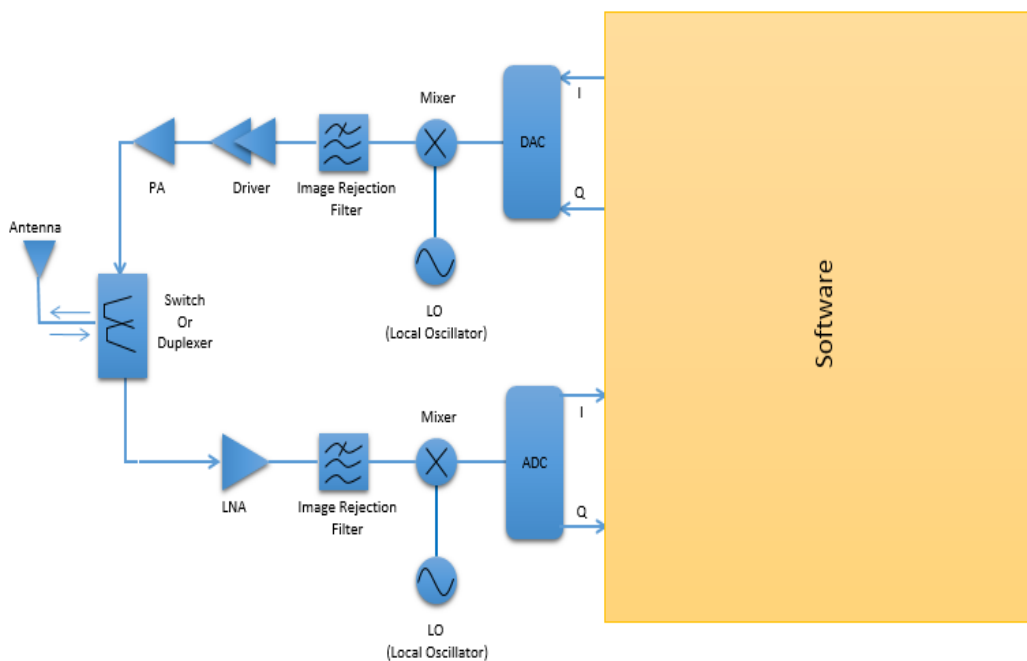 Mixer
I
DAC
PA
Driver
Image Rejection
Filter
Q
Antenna
Switch
Or
Duplexer
LO
(Local Oscillator)
Software
Mixer
I
ADC
LNA
Image Rejection
Filter
Q
LO
(Local Oscillator)